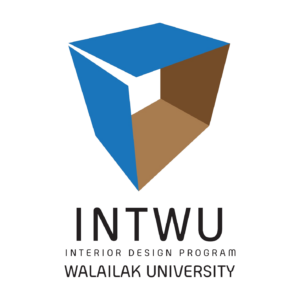 INTWU
INTERIOR DESIGN PROGRAM
WALAILAK UNIVERSITY